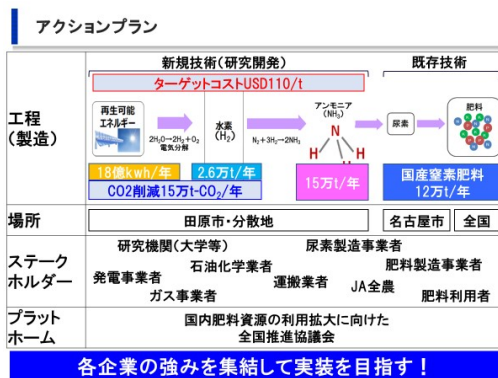 アクションプラン
新規技術(研究開発)
既存技術
ターゲットコストUSD110/t
工程
(製造)
再生可能
エネルギー
2H₂O→2H₂+O₂
電気分解
水素
(H₂)
N₂+3H₂→2NH₃
アンモニア
(NH₃)
N
H H H
尿素
肥料
18億kwh/年
2.6万t/年
CO2削減15万t-CO₂/年
15万t/年
国産窒素肥料
12万t/年
場所
田原市・分散地
名古屋市
全国
ステーク
ホルダー
研究機関(大学等)
尿素製造事業者
石油化学業者
肥料製造事業者
発電事業者
運搬業者
JA全農
ガス事業者
肥料利用者
プラット
ホーム
国内肥料資源の利用拡大に向けた
全国推進協議会
各企業の強みを集結して実装を目指す!